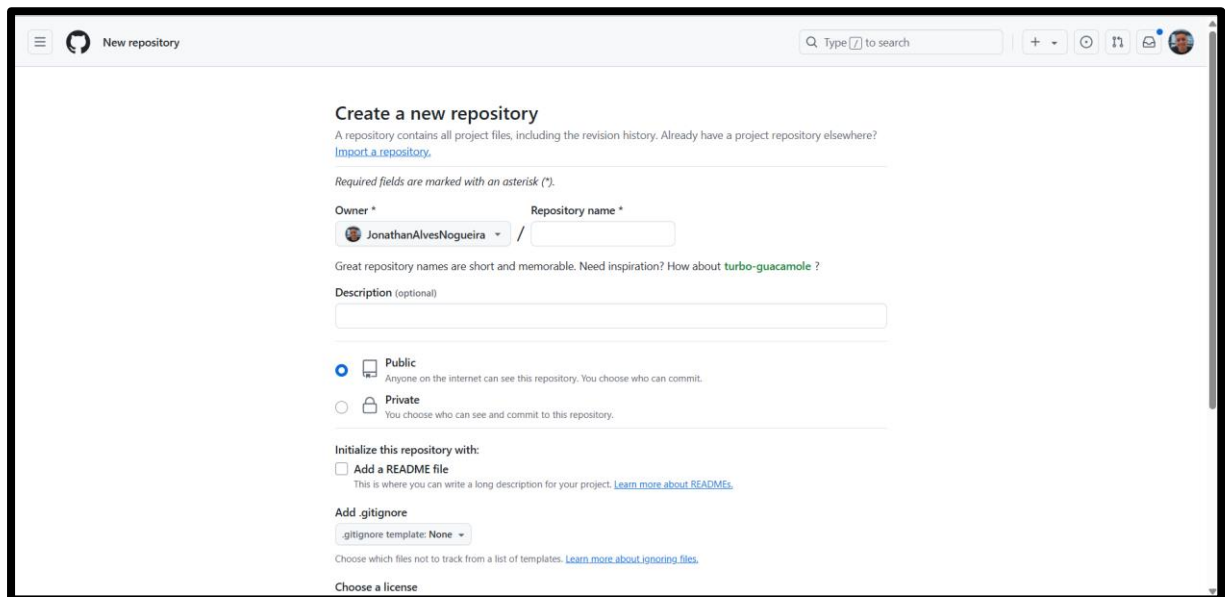 New repository
Type / to search
Create a new repository
A repository contains all project files, including the revision history. Already have a project repository elsewhere?
Import a repository.
Required fields are marked with an asterisk (*).
Owner * Repository name *
JonathanAlvesNogueira /
Great repository names are short and memorable. Need inspiration? How about turbo-guacamole ?
Description (optional)
Public
Anyone on the internet can see this repository. You choose who can commit.
Private
You choose who can see and commit to this repository.
Initialize this repository with:
Add a README file
This is where you can write a long description for your project. Learn more about READMEs.
Add .gitignore
.gitignore template: None
Choose which files not to track from a list of templates. Learn more about ignoring files.
Choose a license